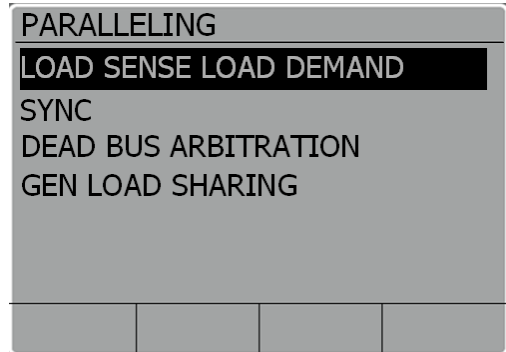 PARALLELING
LOAD SENSE LOAD DEMAND
SYNC
DEAD BUS ARBITRATION
GEN LOAD SHARING